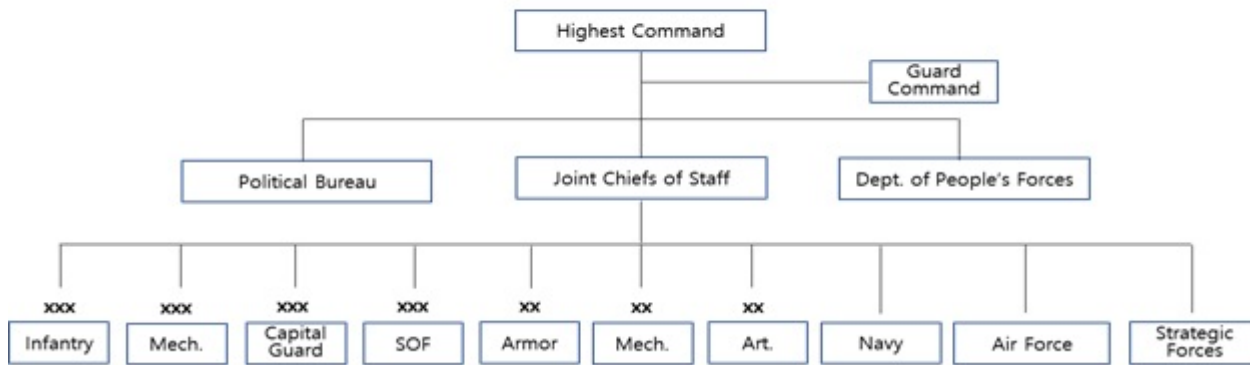 Highest Command
Guard
Command
Political Bureau
Joint Chiefs of Staff
Dept. of People's Forces
xxx
xxx
xxx
xxx
xx
xx
xx
Infantry
Mech.
Capital
Guard
SOF
Armor
Mech.
Art.
Navy
Air Force
Strategic
Forces